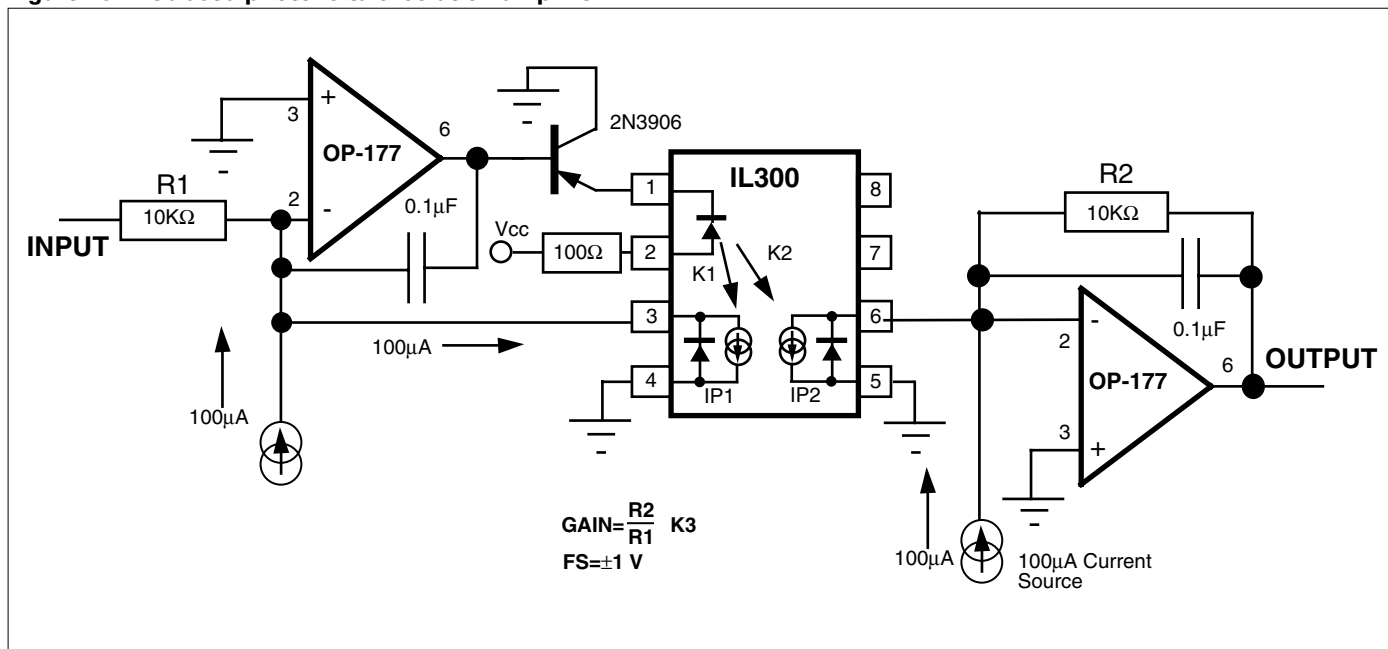 3
+
OP-177
2
-
6
R1
10KΩ
INPUT
0.1µF
2N3906
Vcc
100Ω
IL300
1
2
3
4
8
7
6
5
K1
K2
IP1
IP2
100µA
100µA
R2
10KΩ
0.1µF
2
-
OP-177
6
3
+
OUTPUT
100µA
100µA Current
Source
GAIN=R2/R1 K3
FS=±1 V